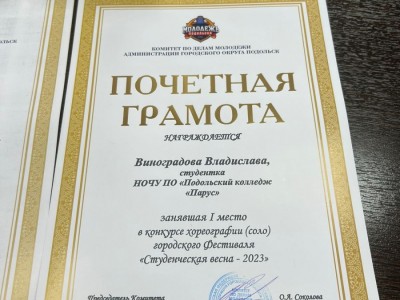 МОЛОДЕЖЬ
КОМИТЕТ ПО ДЕЛАМ МОЛОДЕЖИ
АДМИНИСТРАЦИИ ГОРОДСКОГО ОКРУГА ПОДОЛЬСК
ПОЧЕТНАЯ
ГРАМОТА
НАГРАЖДАЕТСЯ
Виноградова Владислава,
студентка
НОЧУ ПО «Подольский колледж
«Парус»
занявшая I место
в конкурсе хореографии (соло)
городского Фестиваля
«Студенческая весна - 2023»
Председатель Комитета
О.А. Соколова